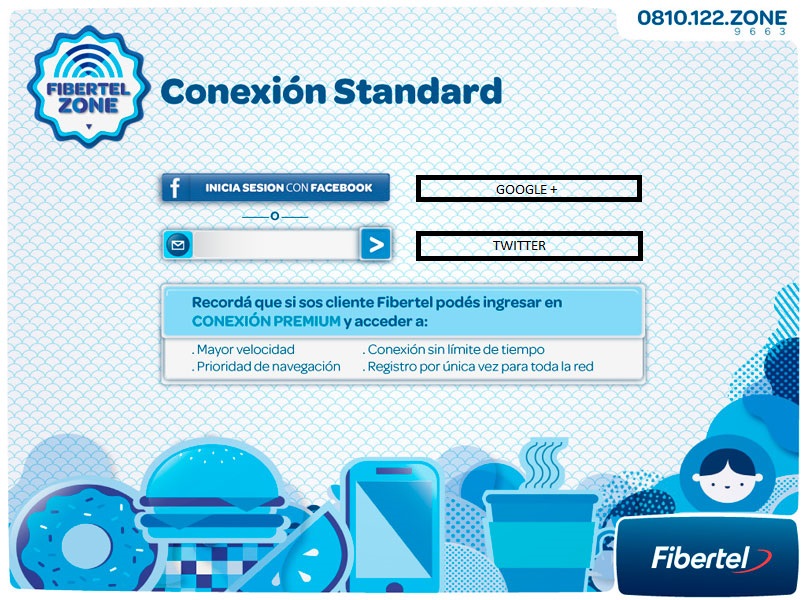 0810.122.ZONE
9663
FIBERTEL
ZONE
Conexión Standard
f INICIA SESION CON FACEBOOK
GOOGLE +
O
>
TWITTER
Recordá que si sos cliente Fibertel podés ingresar en
CONEXIÓN PREMIUM y acceder a:
. Mayor velocidad
. Conexión sin límite de tiempo
. Prioridad de navegación
. Registro por única vez para toda la red
Fibertel